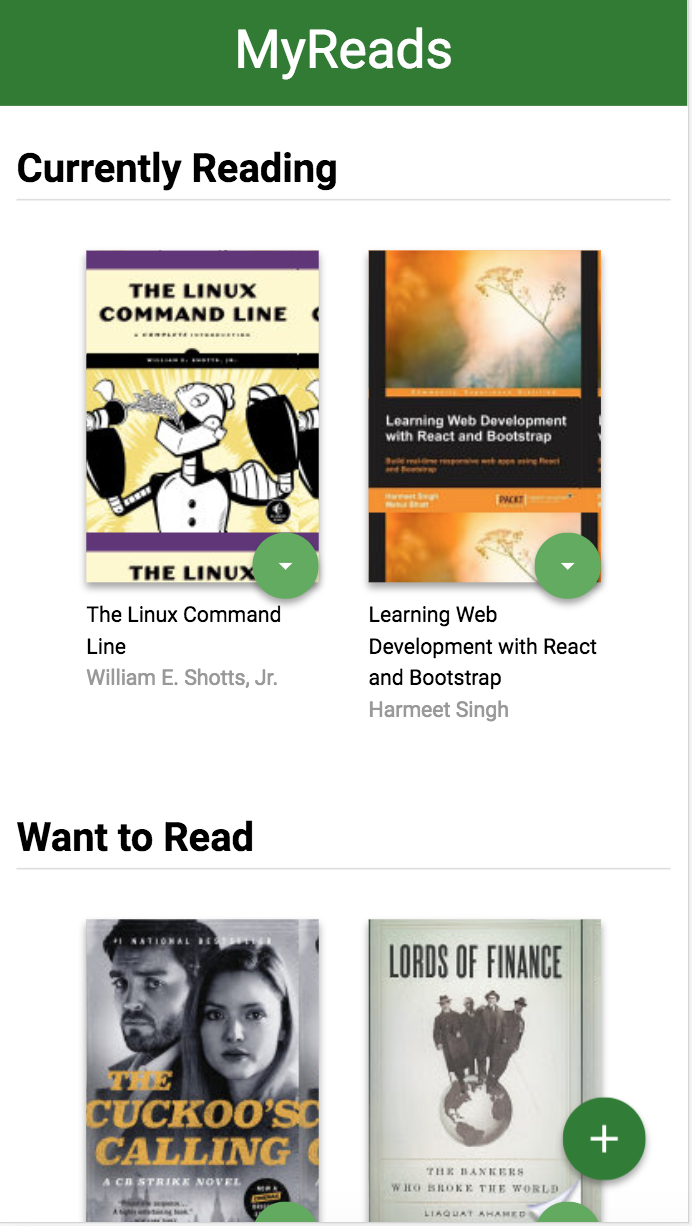 MyReads
Currently Reading
THE LINUX
COMMAND LINE
A COMPLETE INTRODUCTION
WILLIAM E. SHOTTS, JR.
THE LINUX
The Linux Command
Line
William E. Shotts, Jr.
Learning Web Development
with React and Bootstrap
Build real-time responsive web apps using React
and Bootstrap
Harmeet Singh
Mehul Bhatt
PACKT
Learning Web
Development with React
and Bootstrap
Harmeet Singh
Want to Read
#1 NATIONAL BESTSELLER
THE
CUCKOO'S
CALLING
A CB STRIKE NOVEL
LORDS OF FINANCE
THE BANKERS
WHO BROKE THE WORLD
LIAQUAT AHAMED